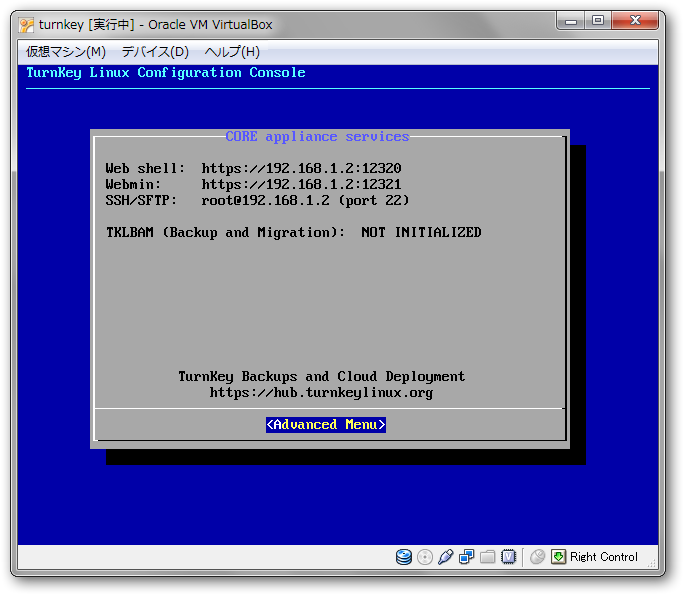 turnkey [実行中] - Oracle VM VirtualBox
仮想マシン(M) デバイス(D) ヘルプ(H)
TurnKey Linux Configuration Console
CORE appliance services
Web shell: https://192.168.1.2:12320
Webmin: https://192.168.1.2:12321
SSH/SFTP: root@192.168.1.2 (port 22)
TKLBAM (Backup and Migration): NOT INITIALIZED
TurnKey Backups and Cloud Deployment
https://hub.turnkeylinux.org
<Advanced Menu>
Right Control